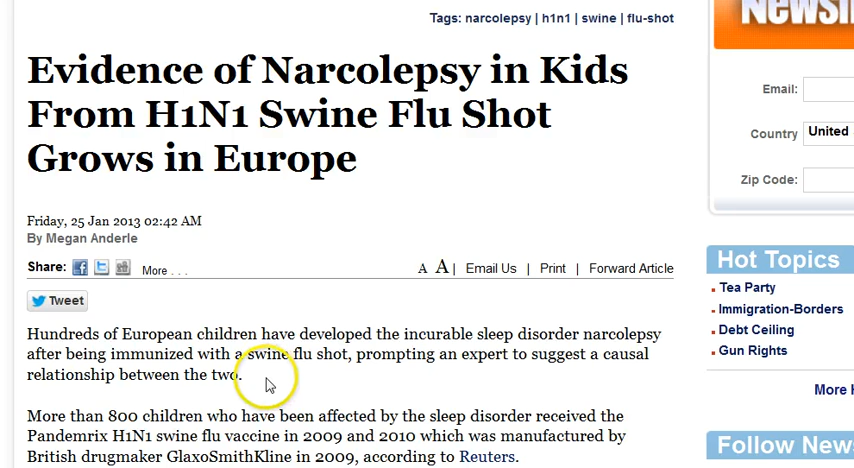 Tags: narcolepsy | h1n1 | swine | flu-shot
Evidence of Narcolepsy in Kids
From H1N1 Swine Flu Shot
Grows in Europe
Friday, 25 Jan 2013 02:42 AM
By Megan Anderle
Share: More . . .
A A | Email Us | Print | Forward Article
Tweet
Hundreds of European children have developed the incurable sleep disorder narcolepsy
after being immunized with a swine flu shot, prompting an expert to suggest a causal
relationship between the two.
More than 800 children who have been affected by the sleep disorder received the
Pandemrix H1N1 swine flu vaccine in 2009 and 2010 which was manufactured by
British drugmaker GlaxoSmithKline in 2009, according to Reuters.
Email:
Country United
Zip Code:
Hot Topics
Tea Party
Immigration-Borders
Debt Ceiling
Gun Rights
More
Follow